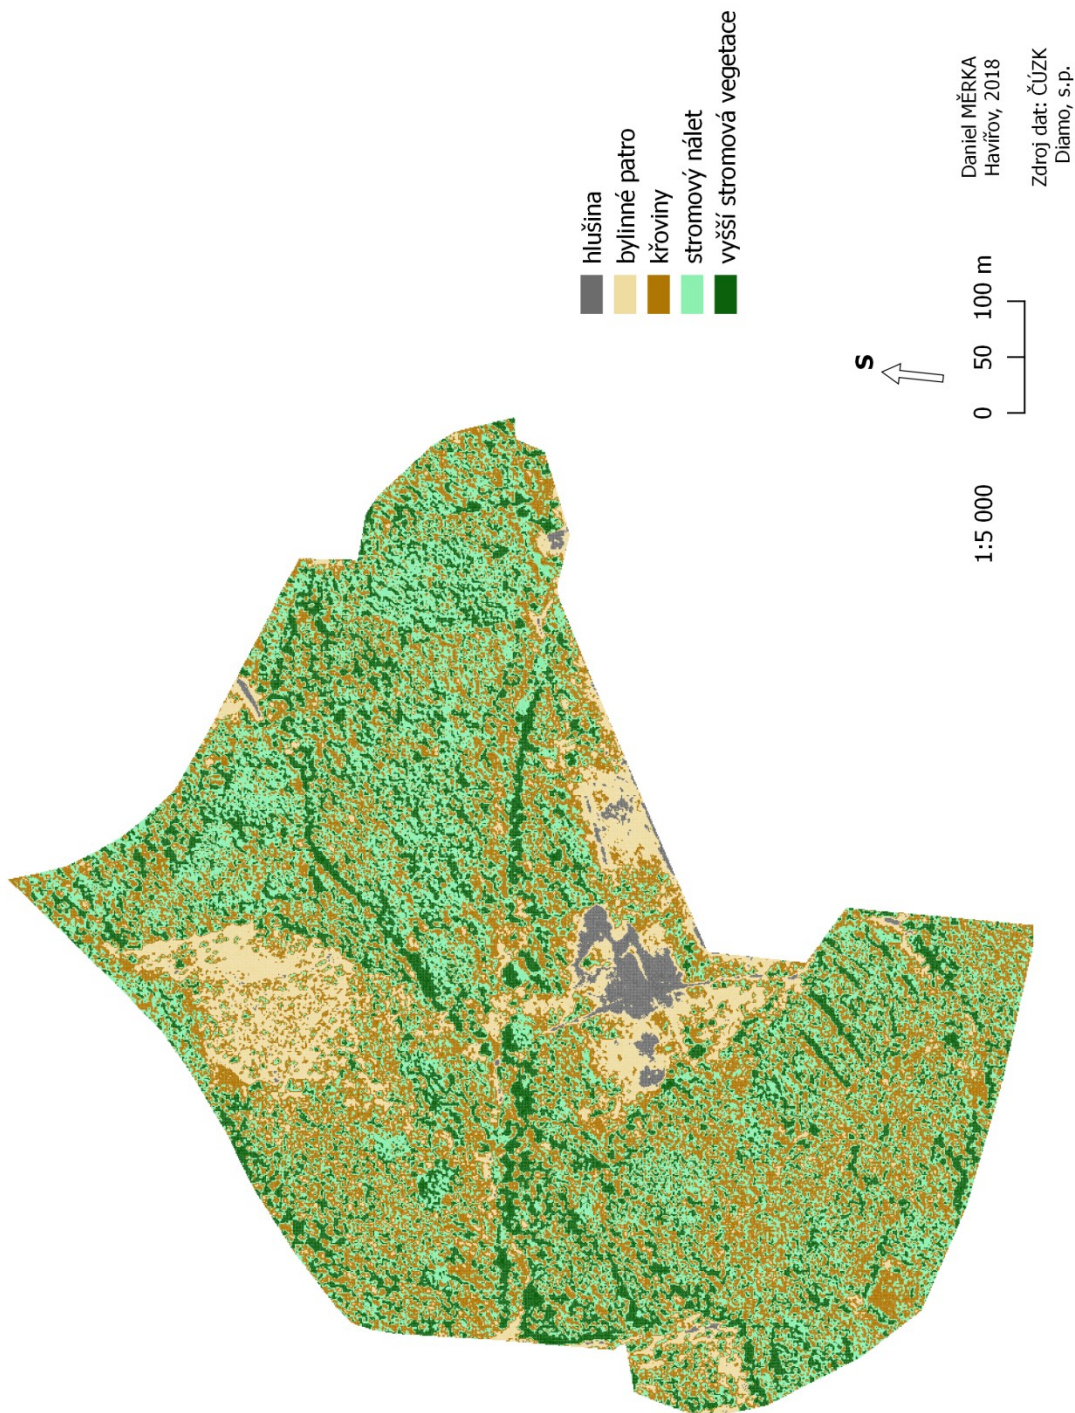 hlušina
bylinné patro
křoviny
stromový nálet
vyšší stromová vegetace
S
1:5 000
0 50 100 m
Daniel MĚRKA
Havířov, 2018
Zdroj dat: ČÚZK
Diamo, s.p.